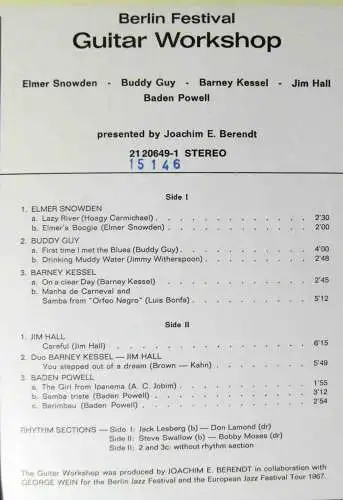 Berlin Festival
Guitar Workshop
Elmer Snowden - Buddy Guy - Barney Kessel - Jim Hall
Baden Powell
presented by Joachim E. Berendt
21 20649-1 STEREO
15146
Side I
1. ELMER SNOWDEN
a. Lazy River (Hoagy Carmichael) . . . . . . . . . . . . 2'30
b. Elmer's Boogie (Elmer Snowden) . . . . . . . . . . . . 2'00
2. BUDDY GUY
a. First time I met the Blues (Buddy Guy) . . . . . . . . . . 4'00
b. Drinking Muddy Water (Jimmy Witherspoon) . . . . . . . . . 2'48
3. BARNEY KESSEL
a. On a clear Day (Barney Kessel) . . . . . . . . . . . . 2'45
b. Manha de Carneval and
Samba from "Orfeo Negro" (Luis Bonfa) . . . . . . . . . . 5'12
Side II
1. JIM HALL
Careful (Jim Hall) . . . . . . . . . . . . . . . 6'15
2. Duo BARNEY KESSEL — JIM HALL
You stepped out of a dream (Brown — Kahn) . . . . . . . . . 5'49
3. BADEN POWELL
a. The Girl from Ipanema (A. C. Jobim) . . . . . . . . . . . 1'55
b. Samba triste (Baden Powell) . . . . . . . . . . . . . 3'12
c. Berimbau (Baden Powell) . . . . . . . . . . . . . . 2'54
RHYTHM SECTIONS — Side I: Jack Lesberg (b) — Don Lamond (dr)
Side II: Steve Swallow (b) — Bobby Moses (dr)
Side II: 2 and 3c: without rhythm section
The Guitar Workshop was produced by JOACHIM E. BERENDT in collaboration with
GEORGE WEIN for the Berlin Jazz Festival and the European Jazz Festival Tour 1967.